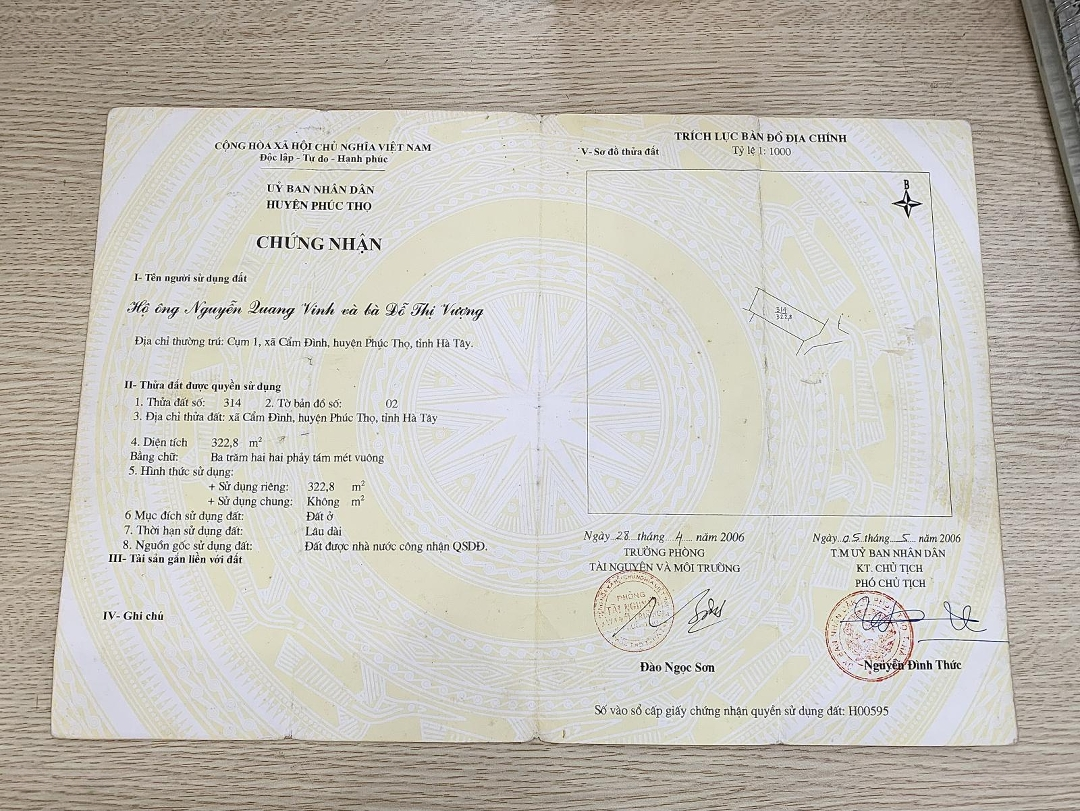 CỘNG HÒA XÃ HỘI CHỦ NGHĨA VIỆT NAM
Độc lập - Tự do - Hạnh phúc
UỶ BAN NHÂN DÂN
HUYỆN PHÚC THỌ
CHỨNG NHẬN
I- Tên người sử dụng đất
Hộ ông Nguyễn Quang Vinh và bà Đỗ Thị Vượng
Địa chỉ thường trú: Cụm 1, xã Cẩm Đình, huyện Phúc Thọ, tỉnh Hà Tây.
II- Thửa đất được quyền sử dụng
1. Thửa đất số: 314 2. Tờ bản đồ số: 02
3. Địa chỉ thửa đất: xã Cẩm Đình, huyện Phúc Thọ, tỉnh Hà Tây
4. Diện tích 322,8 m²
Bằng chữ: Ba trăm hai hai phảy tám mét vuông
5. Hình thức sử dụng:
+ Sử dụng riêng: 322,8 m²
+ Sử dụng chung: Không m²
6 Mục đích sử dụng đất: Đất ở
7. Thời hạn sử dụng đất: Lâu dài
8. Nguồn gốc sử dụng đất: Đất được nhà nước công nhận QSDĐ.
III- Tài sản gắn liền với đất
IV- Ghi chú
TRÍCH LỤC BẢN ĐỒ ĐỊA CHÍNH
V- Sơ đồ thửa đất Tỷ lệ 1: 1000
B
314
322,8
Ngày 28 tháng 4 năm 2006
TRƯỞNG PHÒNG
TÀI NGUYÊN VÀ MÔI TRƯỜNG
PHÒNG
TÀI NGUYÊN
Đào Ngọc Sơn
Ngày 05 tháng 5 năm 2006
T.M UỶ BAN NHÂN DÂN
KT. CHỦ TỊCH
PHÓ CHỦ TỊCH
Nguyễn Đình Thức
Số vào sổ cấp giấy chứng nhận quyền sử dụng đất: H00595